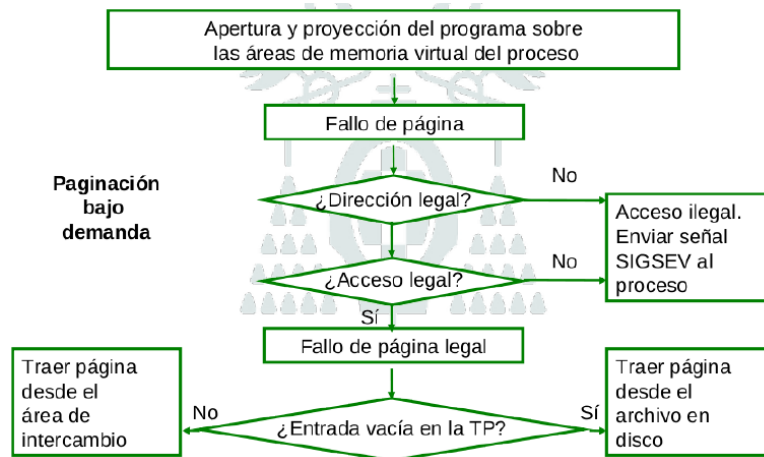 Apertura y proyección del programa sobre
las áreas de memoria virtual del proceso
Fallo de página
Paginación
bajo
demanda
¿Dirección legal?
No
Acceso ilegal.
Enviar señal
SIGSEV al
proceso
¿Acceso legal?
No
Sí
Fallo de página legal
Traer página
desde el
área de
intercambio
No
¿Entrada vacía en la TP?
Sí
Traer página
desde el
archivo en
disco